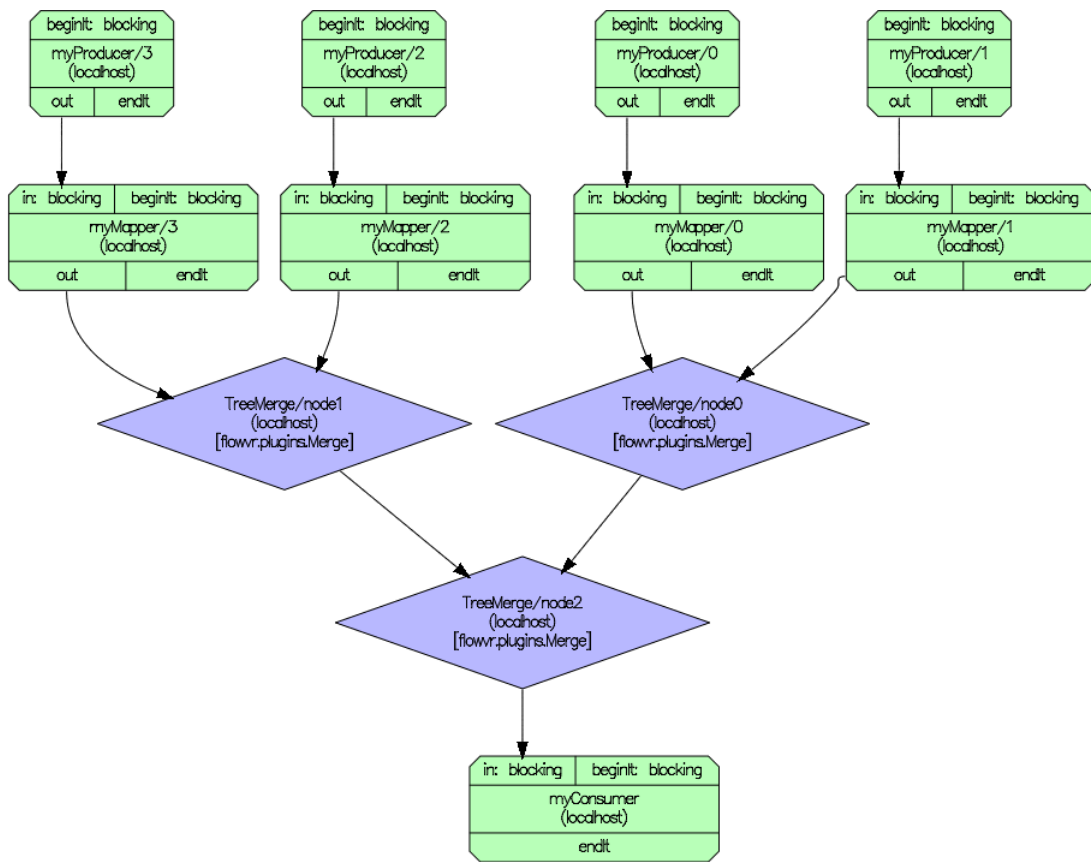 beginIt: blocking
myProducer/3
(localhost)
out endIt
beginIt: blocking
myProducer/2
(localhost)
out endIt
beginIt: blocking
myProducer/0
(localhost)
out endIt
beginIt: blocking
myProducer/1
(localhost)
out endIt
in: blocking beginIt: blocking
myMapper/3
(localhost)
out endIt
in: blocking beginIt: blocking
myMapper/2
(localhost)
out endIt
in: blocking beginIt: blocking
myMapper/0
(localhost)
out endIt
in: blocking beginIt: blocking
myMapper/1
(localhost)
out endIt
TreeMerge/node1
(localhost)
[flowvr.plugins.Merge]
TreeMerge/node0
(localhost)
[flowvr.plugins.Merge]
TreeMerge/node2
(localhost)
[flowvr.plugins.Merge]
in: blocking beginIt: blocking
myConsumer
(localhost)
endIt